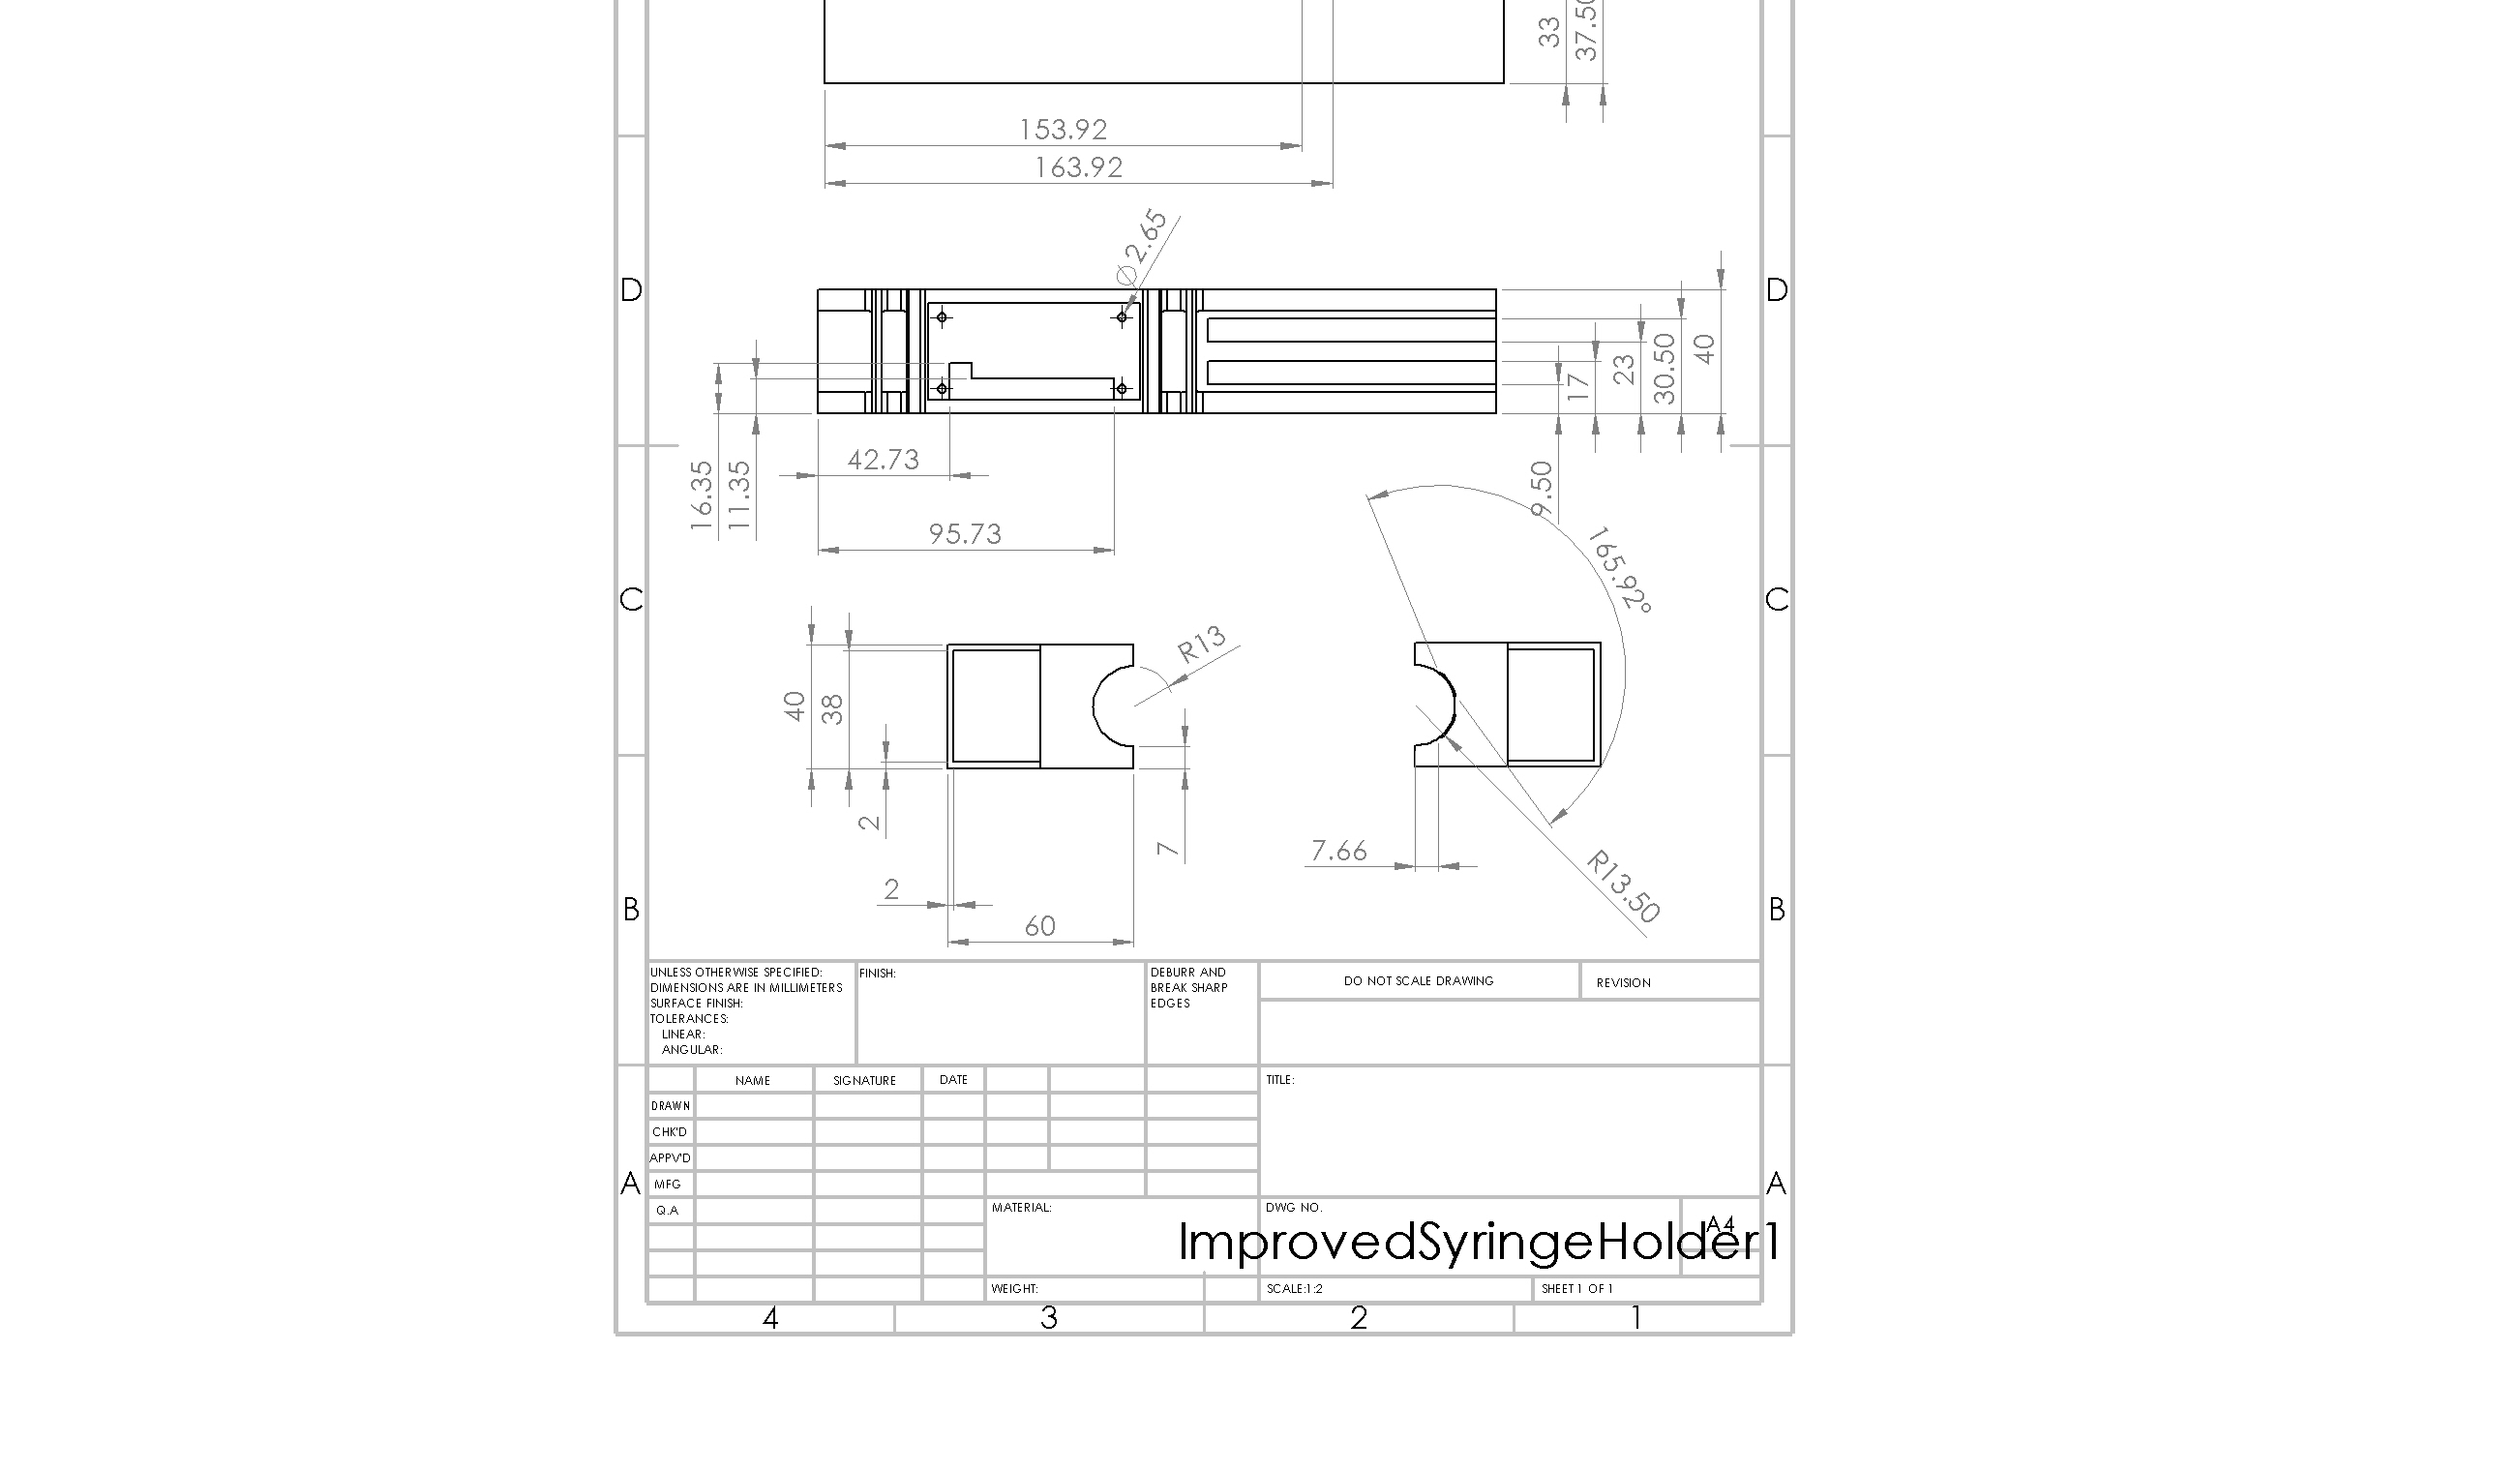 33
37.50
153.92
163.92
∅ 2.65
D
D
17
23
30.50
40
9.50
16.35
11.35
42.73
95.73
165.92°
C
C
40
38
2
R13
7
7.66
R13.50
2
60
B
B
UNLESS OTHERWISE SPECIFIED:
DIMENSIONS ARE IN MILLIMETERS
SURFACE FINISH:
TOLERANCES:
LINEAR:
ANGULAR:
FINISH:
DEBURR AND
BREAK SHARP
EDGES
DO NOT SCALE DRAWING
REVISION
NAME
SIGNATURE
DATE
TITLE:
DRAWN
CHK'D
APPV'D
MFG
Q.A
A
A
MATERIAL:
DWG NO.
A4
ImprovedSyringeHolder1
WEIGHT:
SCALE:1:2
SHEET 1 OF 1
4
3
2
1